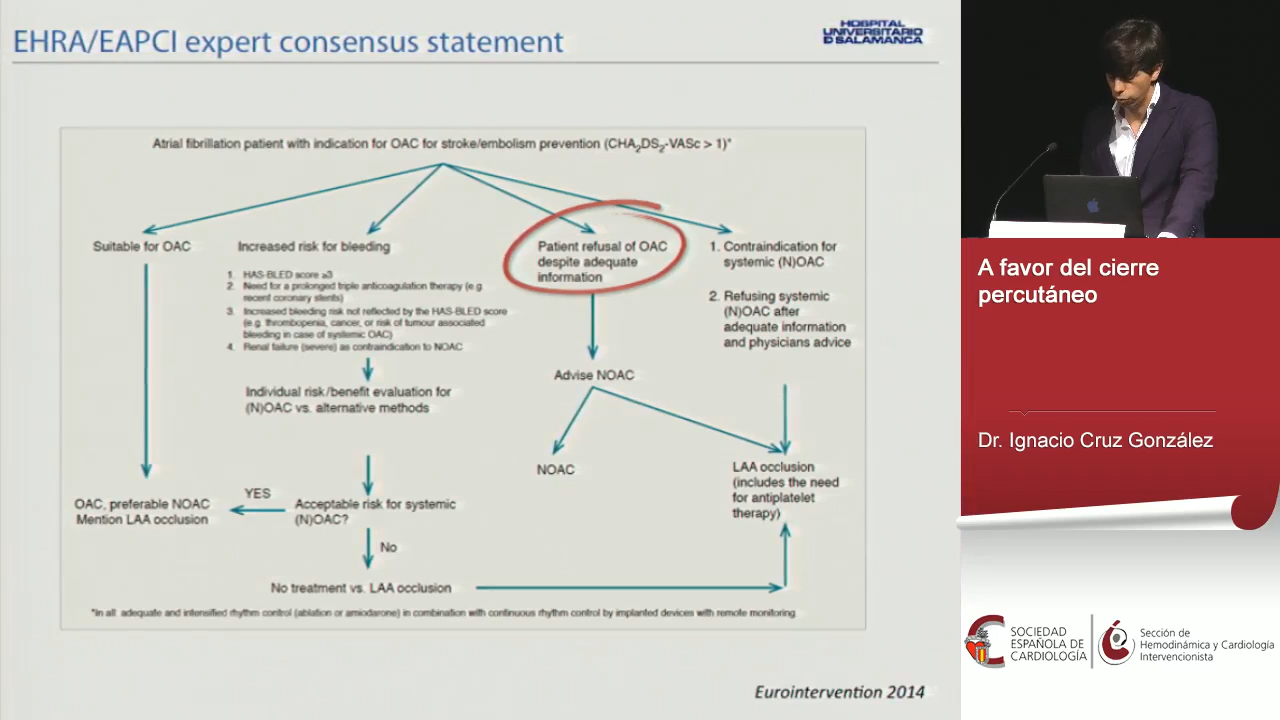 EHRA/EAPCI expert consensus statement
HOSPITAL
UNIVERSITARIO
D SALAMANCA
Atrial fibrillation patient with indication for OAC for stroke/embolism prevention (CHA2DS2-VASc > 1)*
Suitable for OAC
Increased risk for bleeding
1. HAS-BLED score ≥3
2. Need for a prolonged triple anticoagulation therapy (e.g
recent coronary stents)
3. Increased bleeding risk not reflected by the HAS-BLED score
(e.g. thrombopenia, cancer, or risk of tumour associated
bleeding in case of systemic OAC)
4. Renal failure (severe) as contraindication to NOAC
Patient refusal of OAC
despite adequate
information
1. Contraindication for
systemic (N)OAC
2. Refusing systemic
(N)OAC after
adequate information
and physicians advice
Individual risk/benefit evaluation for
(N)OAC vs. alternative methods
Advise NOAC
NOAC
LAA occlusion
(includes the need
for antiplatelet
therapy)
OAC, preferable NOAC
Mention LAA occlusion
YES
Acceptable risk for systemic
(N)OAC?
No
No treatment vs. LAA occlusion
*In all adequate and intensified rhythm control (ablation or amiodarone) in combination with continuous rhythm control by implanted devices with remote monitoring.
Eurointervention 2014
A favor del cierre
percutáneo
Dr. Ignacio Cruz González
SOCIEDAD
ESPAÑOLA DE
CARDIOLOGÍA
Sección de
Hemodinámica y Cardiología
Intervencionista